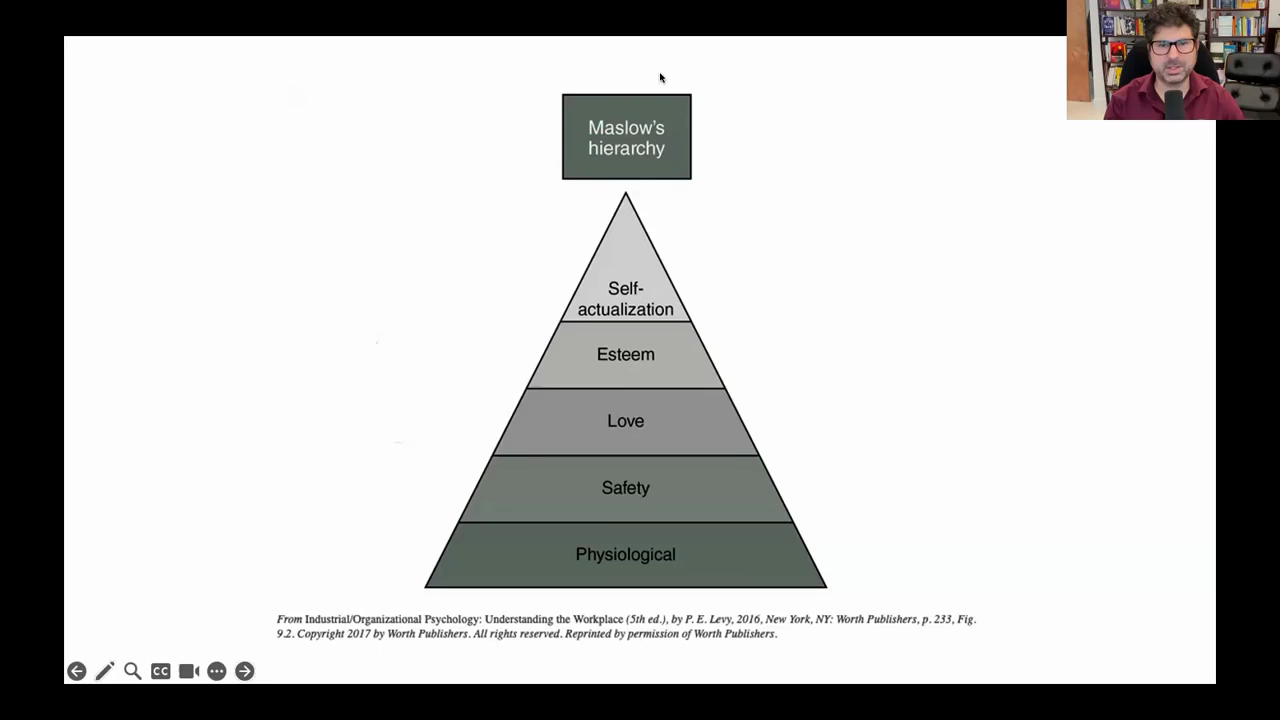 Maslow's
hierarchy
Self-
actualization
Esteem
Love
Safety
Physiological
From Industrial/Organizational Psychology: Understanding the Workplace (5th ed.), by P. E. Levy, 2016, New York, NY: Worth Publishers, p. 233, Fig.
9.2. Copyright 2017 by Worth Publishers. All rights reserved. Reprinted by permission of Worth Publishers.
CC